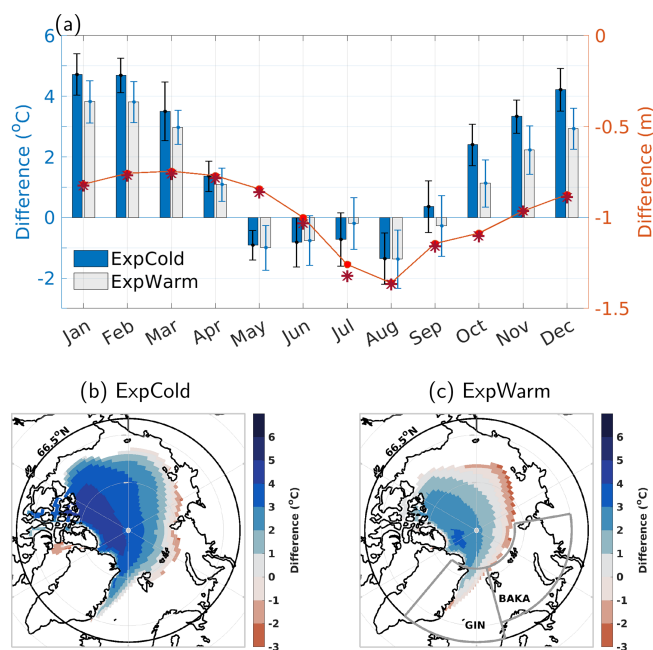 (a)
6
4
2
0
-2
Difference (°C)
0
-0.5
-1
-1.5
Difference (m)
ExpCold
ExpWarm
Jan
Feb
Mar
Apr
May
Jun
Jul
Aug
Sep
Oct
Nov
Dec
(b) ExpCold
66.5°N
6
5
4
3
2
1
0
-1
-2
-3
Difference (°C)
(c) ExpWarm
66.5°N
BAKA
GIN
6
5
4
3
2
1
0
-1
-2
-3
Difference (°C)